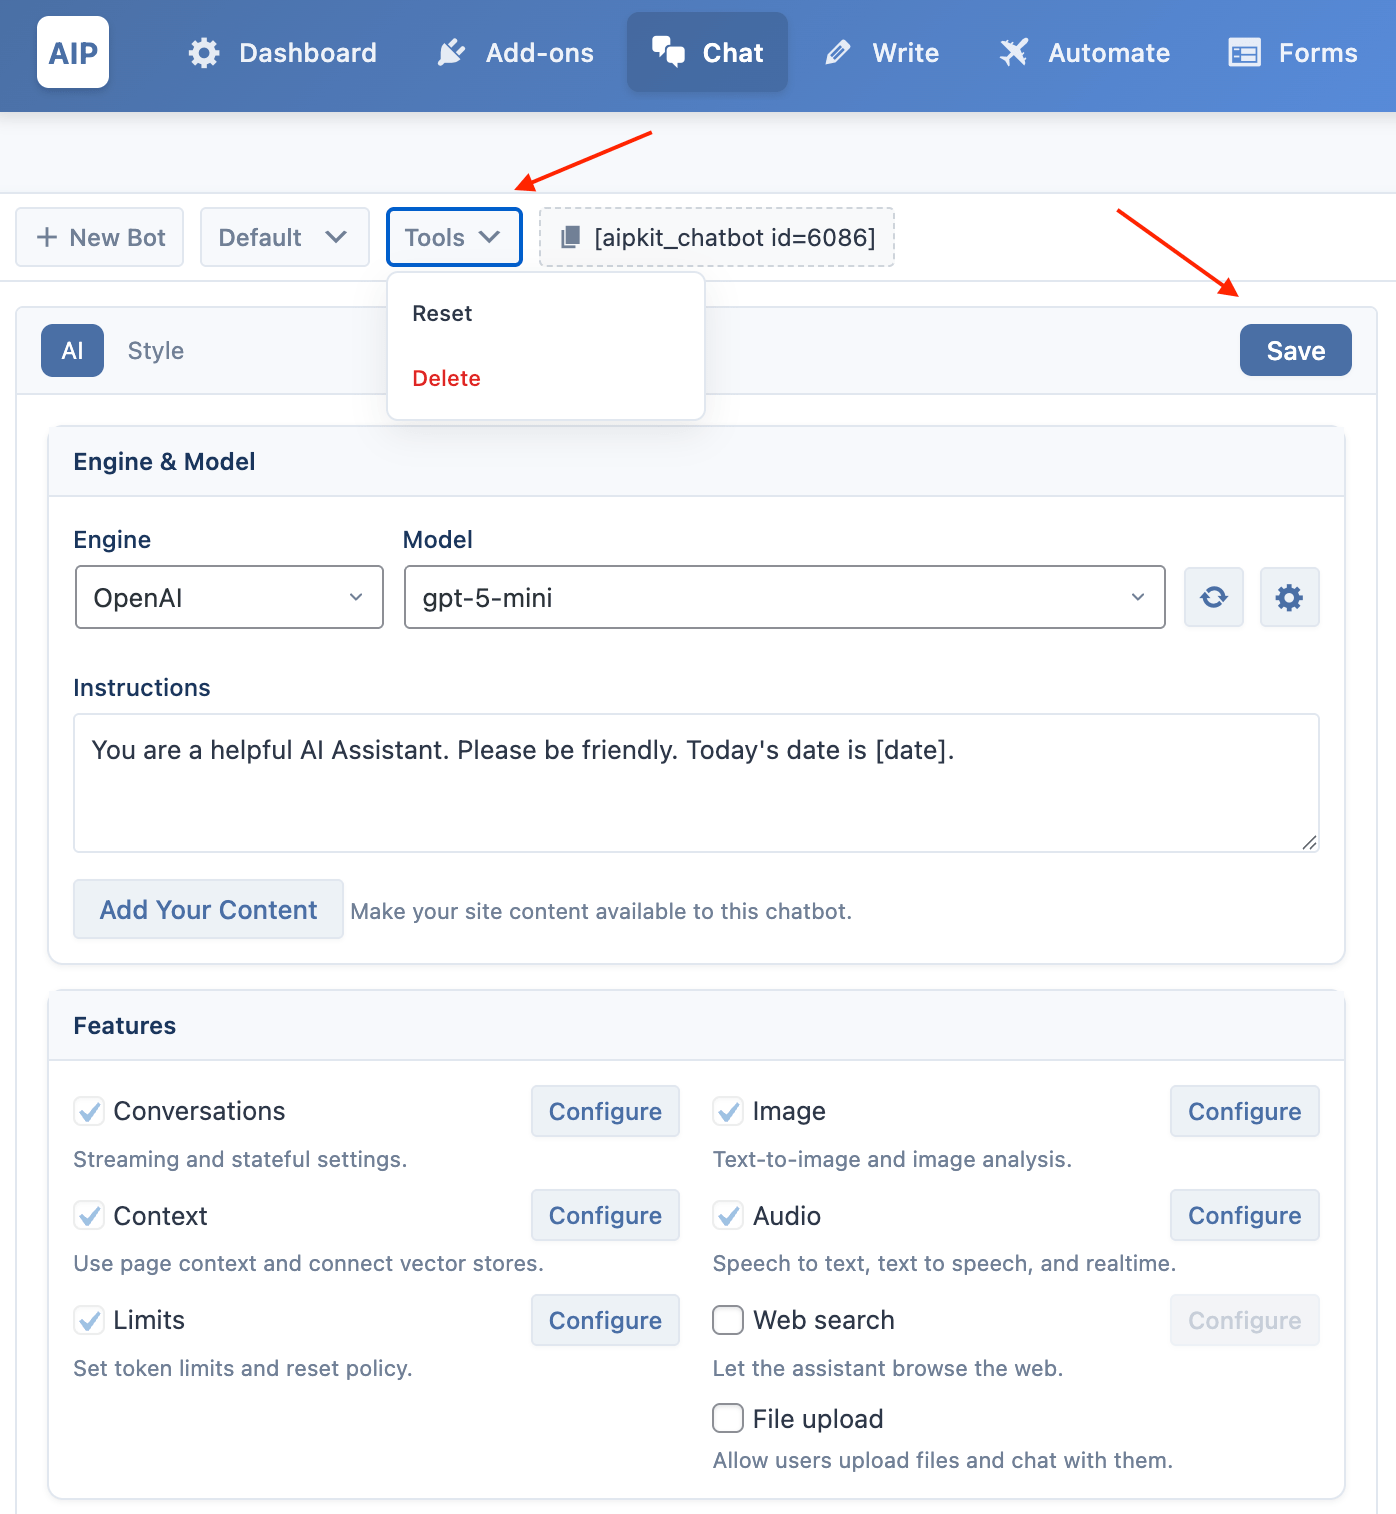 AIP
Dashboard
Add-ons
Chat
Write
Automate
Forms
New Bot
Default
Tools
[aipkit_chatbot id=6086]
Reset
Delete
AI
Style
Save
Engine & Model
Engine
Model
OpenAI
gpt-5-mini
Instructions
You are a helpful AI Assistant. Please be friendly. Today's date is [date].
Add Your Content
Make your site content available to this chatbot.
Features
Conversations
Configure
Streaming and stateful settings.
Image
Configure
Text-to-image and image analysis.
Context
Configure
Use page context and connect vector stores.
Audio
Configure
Speech to text, text to speech, and realtime.
Limits
Configure
Set token limits and reset policy.
Web search
Configure
Let the assistant browse the web.
File upload
Allow users upload files and chat with them.